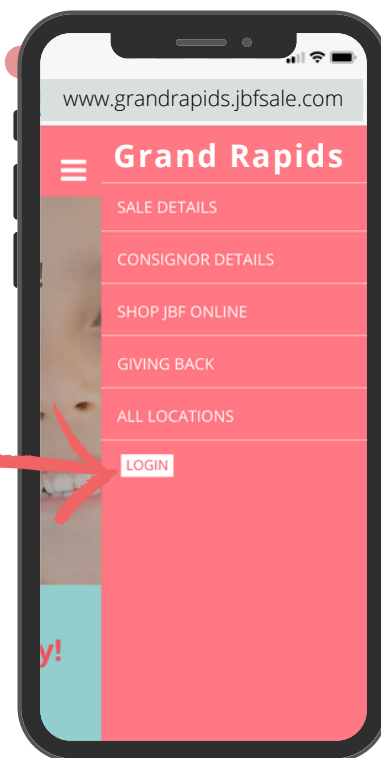 www.grandrapids.jbfsale.com
Grand Rapids
SALE DETAILS
CONSIGNOR DETAILS
SHOP JBF ONLINE
GIVING BACK
ALL LOCATIONS
LOGIN
y!